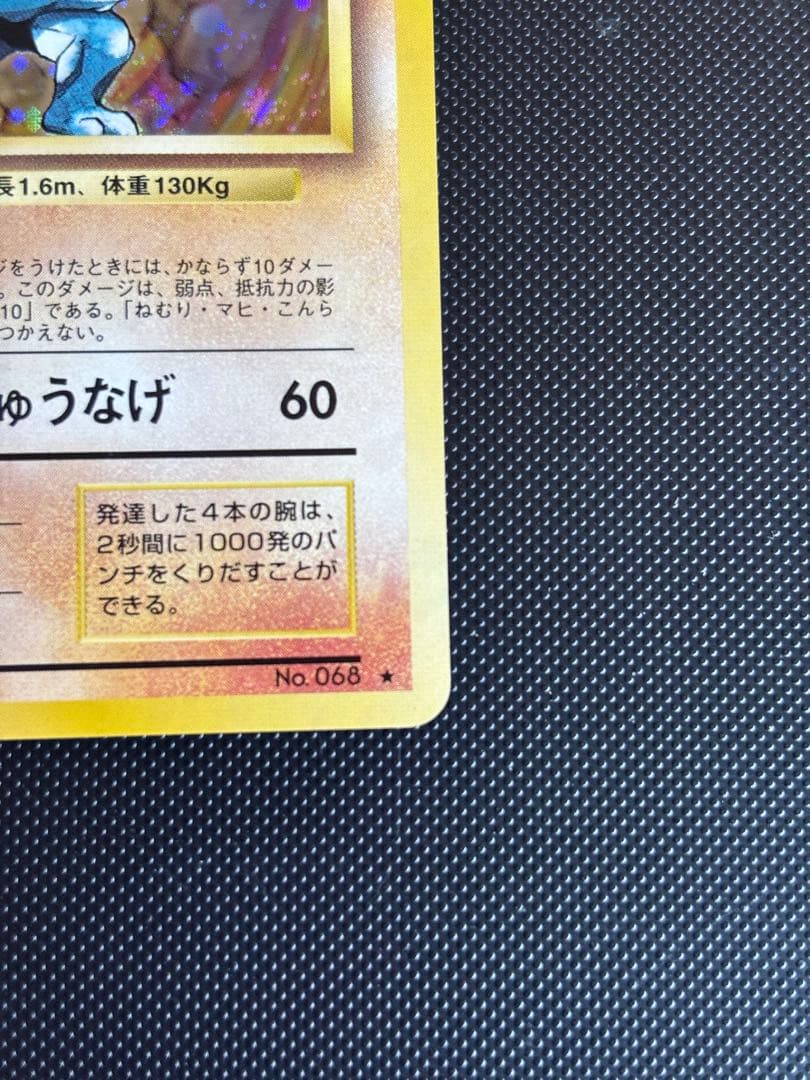 長1.6m、体重130Kg
ジをうけたときには、かならず10ダメー
。このダメージは、弱点、抵抗力の影
10」である。「ねむり・マヒ・こんら
つかえない。
ゅうなげ 60
発達した4本の腕は、
2秒間に1000発のパ
ンチをくりだすことが
できる。
No. 068 ★